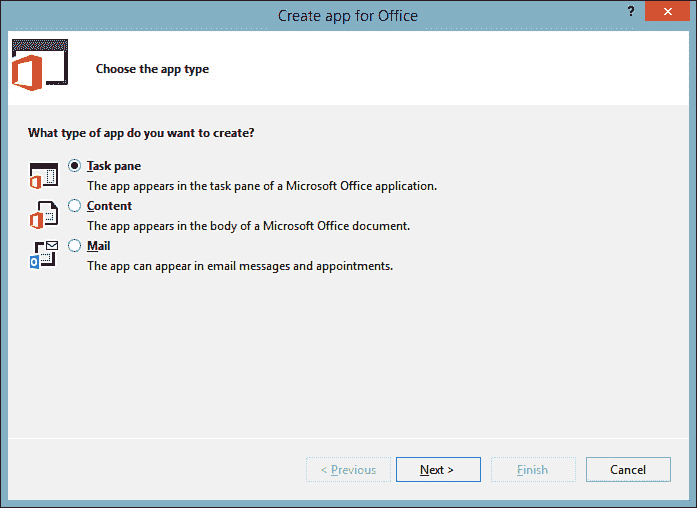 Create app for Office
?
Choose the app type
What type of app do you want to create?
Task pane
The app appears in the task pane of a Microsoft Office application.
Content
The app appears in the body of a Microsoft Office document.
Mail
The app can appear in email messages and appointments.
< Previous
Next >
Finish
Cancel